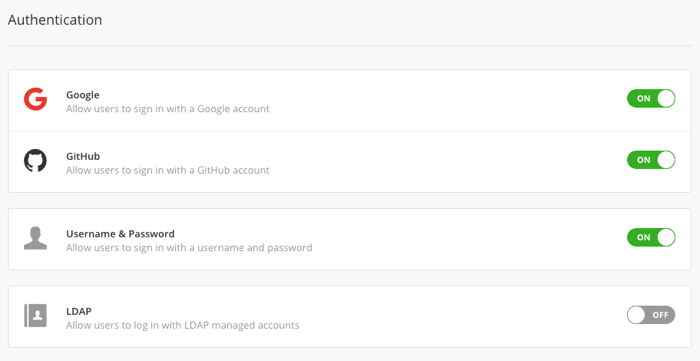 Authentication
Google
Allow users to sign in with a Google account
ON
GitHub
Allow users to sign in with a GitHub account
ON
Username & Password
Allow users to sign in with a username and password
ON
LDAP
Allow users to log in with LDAP managed accounts
OFF